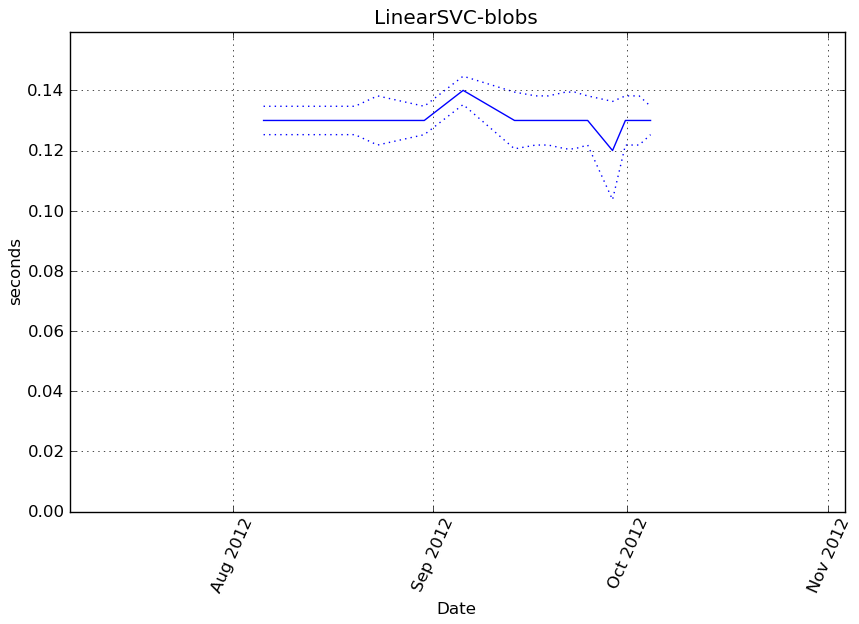 LinearSVC-blobs
0.14
0.12
0.10
0.08
0.06
0.04
0.02
0.00
seconds
Aug 2012
Sep 2012
Oct 2012
Nov 2012
Date